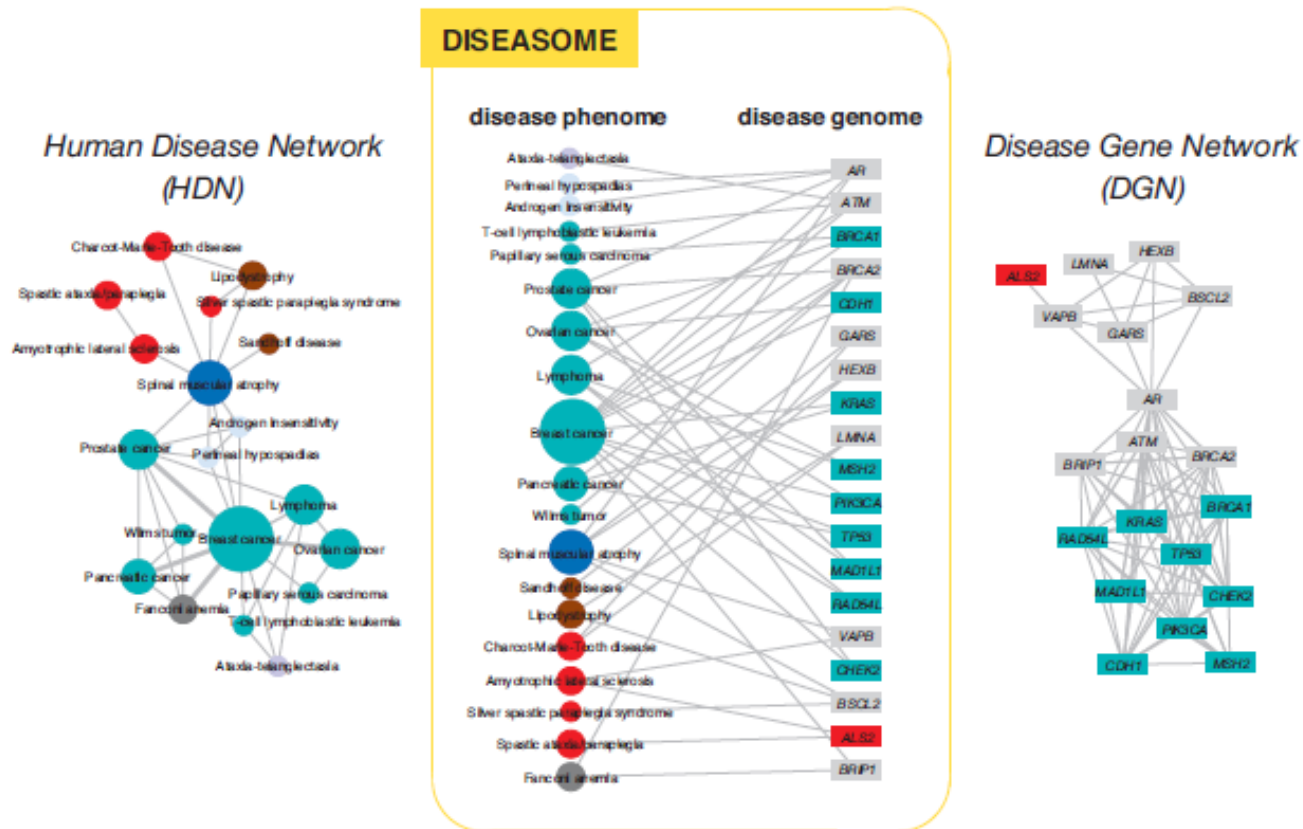 DISEASOME
Human Disease Network
(HDN)
Charcot-Marie-Tooth disease
Lipodystrophy
Spastic ataxia/paraplegia
Silver spastic paraplegia syndrome
Amyotrophic lateral sclerosis
Sandhoff disease
Spinal muscular atrophy
Androgen insensitivity
Prostate cancer
Perineal hypospadias
Lymphoma
Wilms tumor
Breast cancer
Ovarian cancer
Pancreatic cancer
Papillary serous carcinoma
Fanconi anemia
T-cell lymphoblastic leukemia
Ataxia-telangiectasia
disease phenome
Ataxia-telangiectasia
Perineal hypospadias
Androgen insensitivity
T-cell lymphoblastic leukemia
Papillary serous carcinoma
Prostate cancer
Ovarian cancer
Lymphoma
Breast cancer
Pancreatic cancer
Wilms tumor
Spinal muscular atrophy
Sandhoff disease
Lipodystrophy
Charcot-Marie-Tooth disease
Amyotrophic lateral sclerosis
Silver spastic paraplegia syndrome
Spastic ataxia/paraplegia
Fanconi anemia
disease genome
AR
ATM
BRCA1
BRCA2
CDH1
GARS
HEXB
KRAS
LMNA
MSH2
PIK3CA
TP53
MAD1L1
RAD54L
VAPB
CHEK2
BSCL2
ALS2
BRIP1
Disease Gene Network
(DGN)
HEXB
LMNA
ALS2
BSCL2
VAPB
GARS
AR
ATM
BRCA2
BRIP1
BRCA1
KRAS
RAD54L
TP53
MAD1L1
CHEK2
PIK3CA
CDH1
MSH2